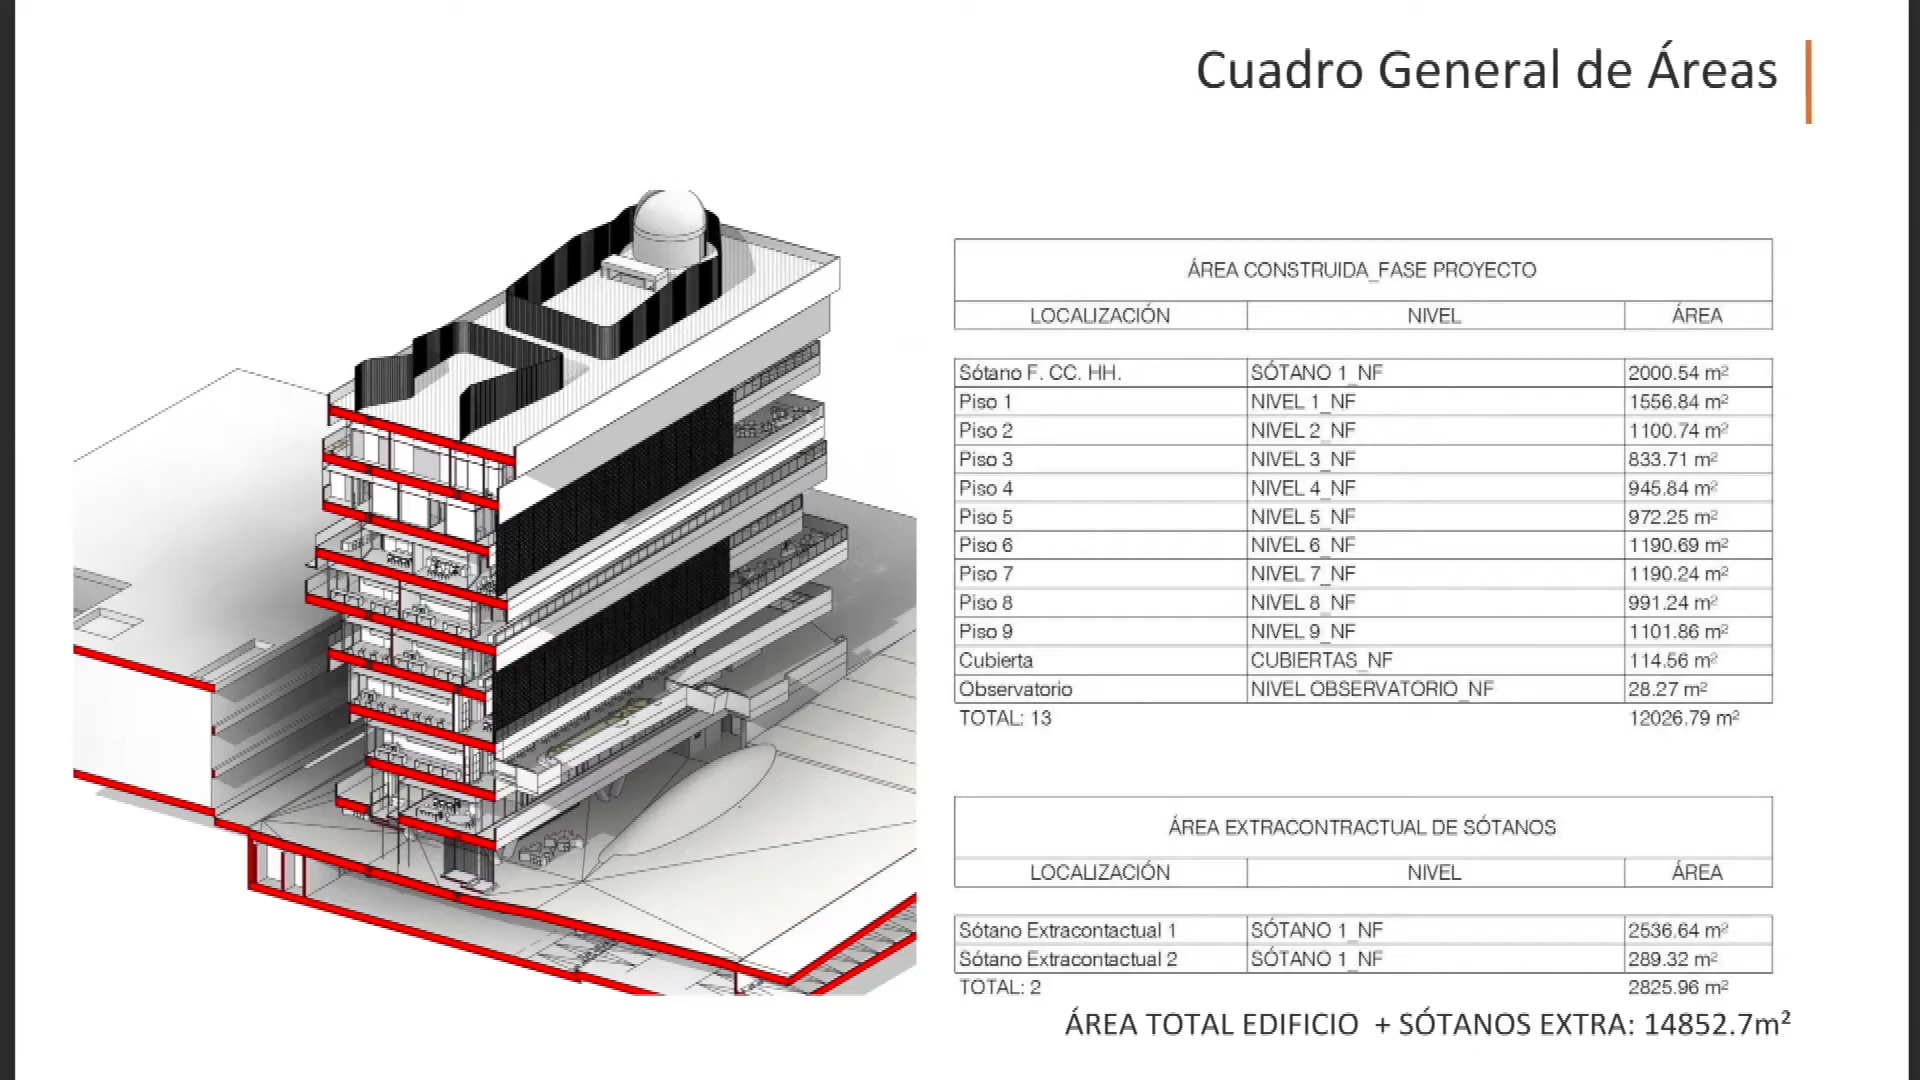 Cuadro General de Áreas
ÁREA CONSTRUIDA_FASE PROYECTO
LOCALIZACIÓN NIVEL ÁREA
Sótano F. CC. HH. SÓTANO 1_NF 2000.54 m²
Piso 1 NIVEL 1_NF 1556.84 m²
Piso 2 NIVEL 2_NF 1100.74 m²
Piso 3 NIVEL 3_NF 833.71 m²
Piso 4 NIVEL 4_NF 945.84 m²
Piso 5 NIVEL 5_NF 972.25 m²
Piso 6 NIVEL 6_NF 1190.69 m²
Piso 7 NIVEL 7_NF 1190.24 m²
Piso 8 NIVEL 8_NF 991.24 m²
Piso 9 NIVEL 9_NF 1101.86 m²
Cubierta CUBIERTAS_NF 114.56 m²
Observatorio NIVEL OBSERVATORIO_NF 28.27 m²
TOTAL: 13 12026.79 m²
ÁREA EXTRACONTRACTUAL DE SÓTANOS
LOCALIZACIÓN NIVEL ÁREA
Sótano Extracontactual 1 SÓTANO 1_NF 2536.64 m²
Sótano Extracontactual 2 SÓTANO 1_NF 289.32 m²
TOTAL: 2 2825.96 m²
ÁREA TOTAL EDIFICIO + SÓTANOS EXTRA: 14852.7m²